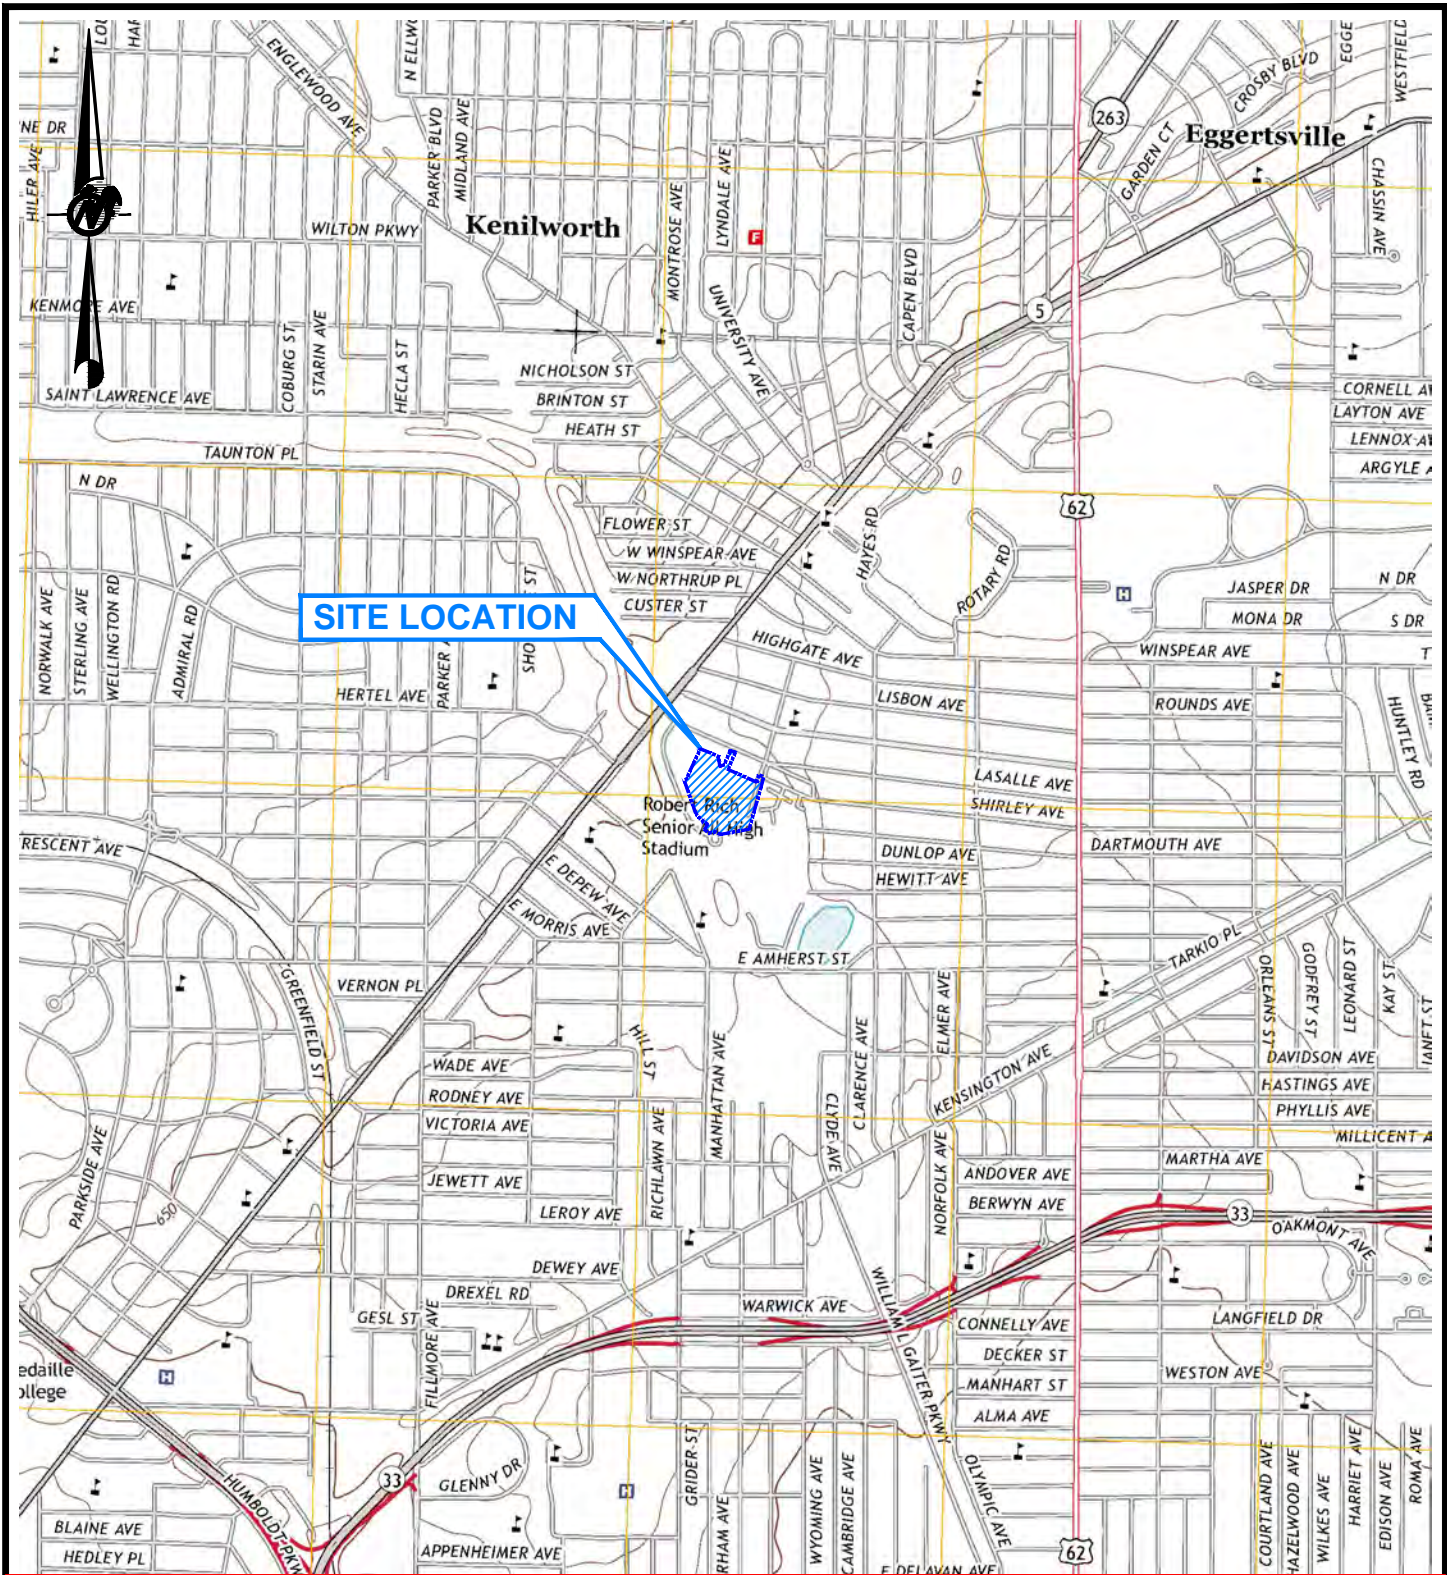 ENGLEWOOD AVE
PARKER BLVD
MIDLAND AVE
263
CROSBY BLVD
Eggertsville
GARDEN CT
CHASSIN AVE
HILER AVE
WILTON PKWY
Kenilworth
MONTROSE AVE
LYNDALE AVE
F
CAPEN BLVD
5
KENMORE AVE
UNIVERSITY AVE
COBURG ST
STARIN AVE
HECLA ST
NICHOLSON ST
SAINT LAWRENCE AVE
BRINTON ST
HEATH ST
LAYTON AVE
TAUNTON PL
N DR
62
FLOWER ST
W WINSPEAR AVE
W NORTHRUP PL
CUSTER ST
HAYES RD
ROTARY RD
H
JASPER DR
N DR
MONA DR
S DR
SITE LOCATION
NORWALK AVE
STERLING AVE
WELLINGTON RD
ADMIRAL RD
HIGHGATE AVE
WINSPEAR AVE
HERTEL AVE
LISBON AVE
ROUNDS AVE
HUNTLEY RD
LASALLE AVE
SHIRLEY AVE
Robert Rich
Senior All High
Stadium
DUNLOP AVE
DARTMOUTH AVE
HEWITT AVE
E DEPEW AVE
E MORRIS AVE
E AMHERST ST
TARKIO PL
GREENFIELD ST
VERNON PL
HILL ST
MANHATTAN AVE
CLARENCE AVE
ELMER AVE
ORLEANS ST
GODFREY ST
LEONARD ST
KAY ST
JANET ST
WADE AVE
RODNEY AVE
VICTORIA AVE
CLYDE AVE
KENSINGTON AVE
DAVIDSON AVE
HASTINGS AVE
PHYLLIS AVE
PARKSIDE AVE
650
JEWETT AVE
LEROY AVE
RICHLAWN AVE
NORFOLK AVE
ANDOVER AVE
BERWYN AVE
MARTHA AVE
33
OAKMONT AVE
DEWEY AVE
DREXEL RD
GESL ST
FILLMORE AVE
WARWICK AVE
WILLIAM L GAITER PKWY
CONNELLY AVE
DECKER ST
MANHART ST
ALMA AVE
LANGFIELD DR
WESTON AVE
H
33
GLENNY DR
H
GRIDER ST
WYOMING AVE
CAMBRIDGE AVE
OLYMPIC AVE
COURTLAND AVE
HAZELWOOD AVE
WILKES AVE
HARRIET AVE
EDISON AVE
ROMA AVE
BLAINE AVE
HEDLEY PL
APPENHEIMER AVE
E DELAVAN AVE
62